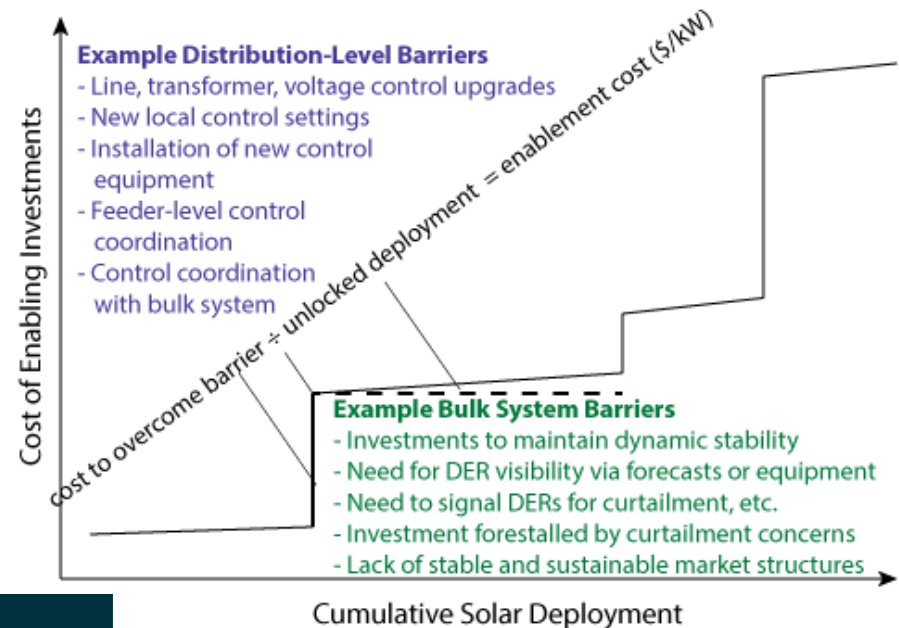 Cost of Enabling Investments
Example Distribution-Level Barriers
- Line, transformer, voltage control upgrades
- New local control settings
- Installation of new control
equipment
- Feeder-level control
coordination
- Control coordination
with bulk system
cost to overcome barrier ÷ unlocked deployment = enablement cost ($/kW)
Example Bulk System Barriers
- Investments to maintain dynamic stability
- Need for DER visibility via forecasts or equipment
- Need to signal DERs for curtailment, etc.
- Investment forestalled by curtailment concerns
- Lack of stable and sustainable market structures
Cumulative Solar Deployment